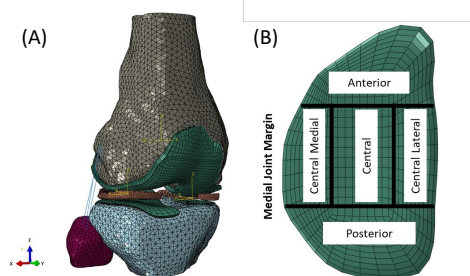 (A)
(B)
Anterior
Medial Joint Margin
Central Medial
Central
Central Lateral
Posterior
Z
X
Y